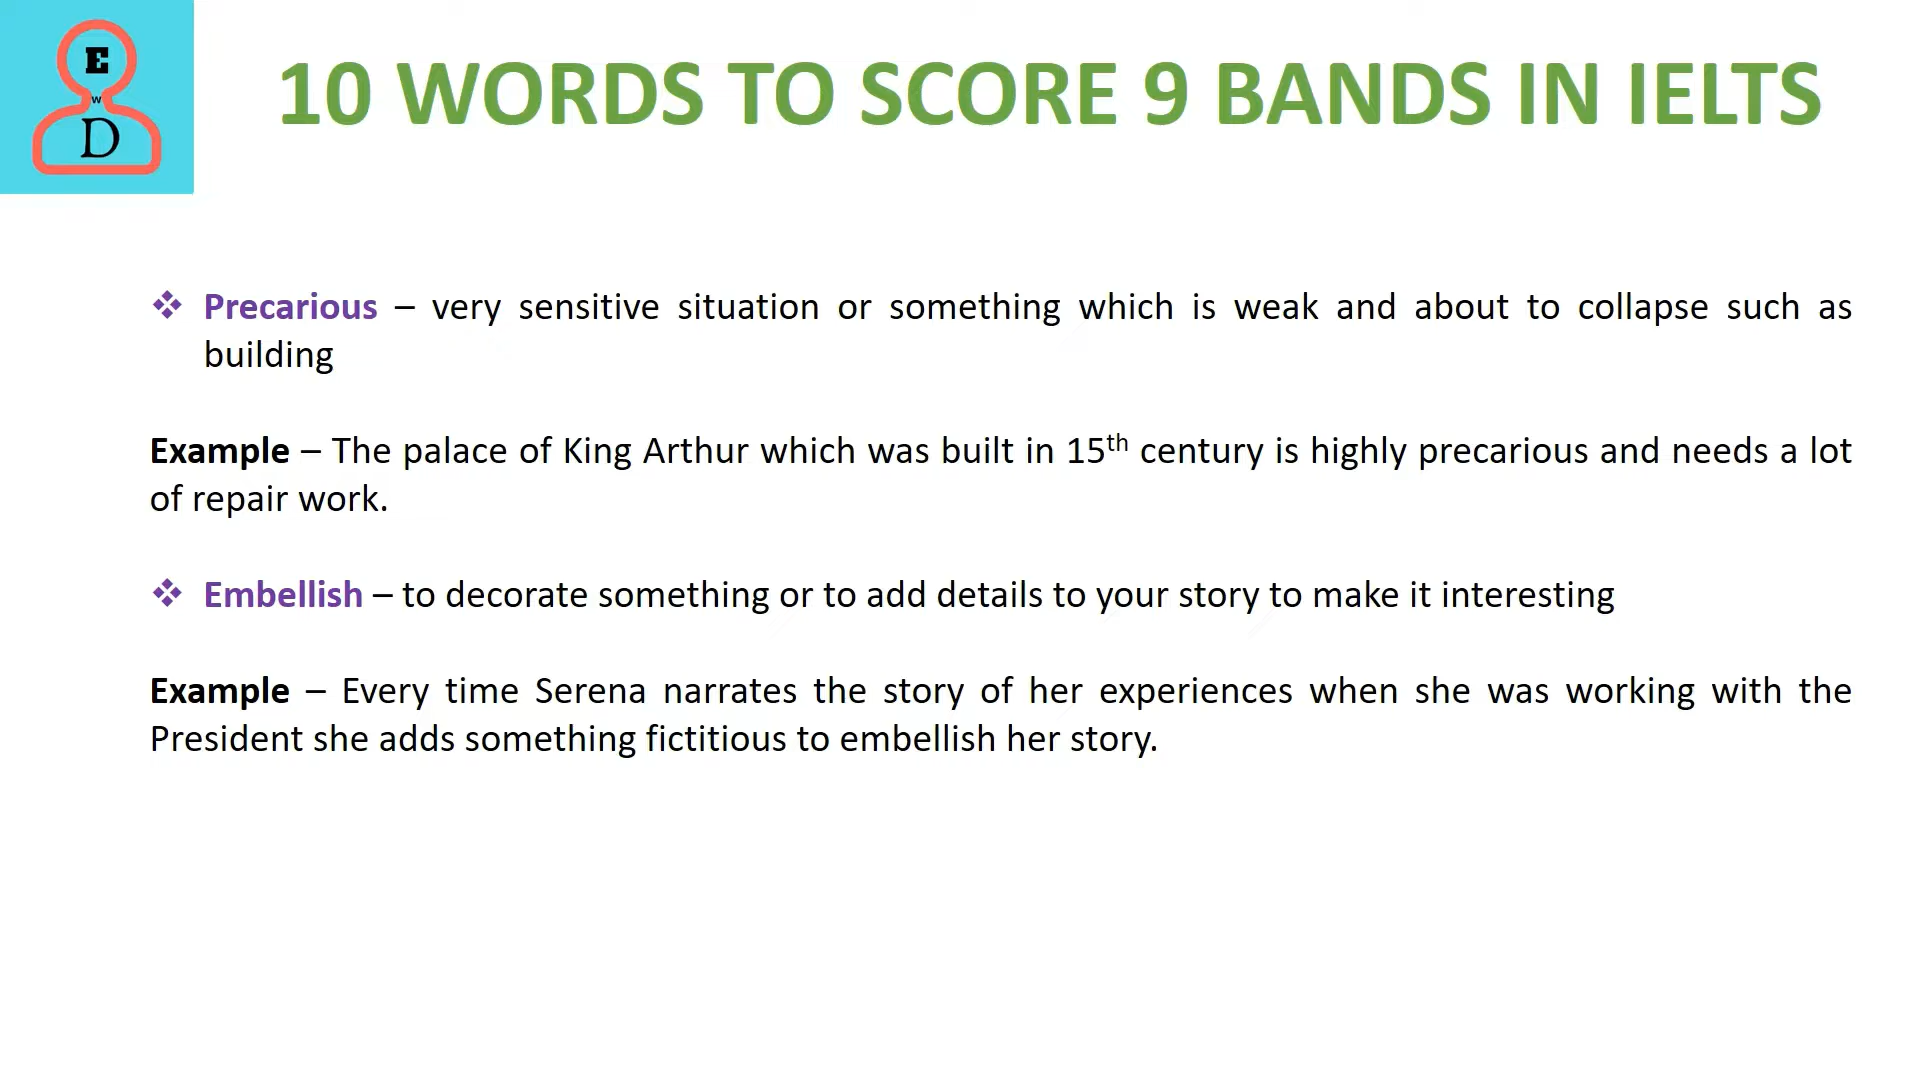 E
w
D
10 WORDS TO SCORE 9 BANDS IN IELTS
❖ Precarious – very sensitive situation or something which is weak and about to collapse such as
building
Example – The palace of King Arthur which was built in 15th century is highly precarious and needs a lot
of repair work.
❖ Embellish – to decorate something or to add details to your story to make it interesting
Example – Every time Serena narrates the story of her experiences when she was working with the
President she adds something fictitious to embellish her story.